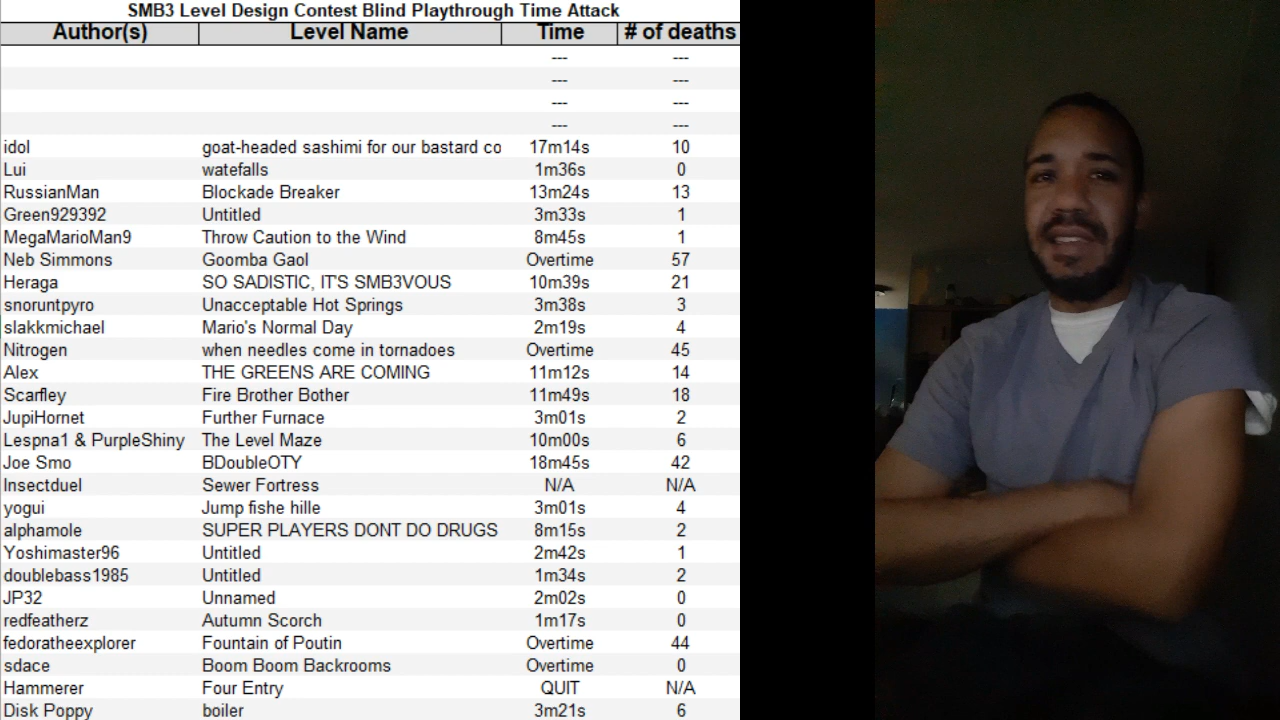 SMB3 Level Design Contest Blind Playthrough Time Attack
Author(s) Level Name Time # of deaths
--- ---
--- ---
--- ---
--- ---
idol goat-headed sashimi for our bastard co 17m14s 10
Lui watefalls 1m36s 0
RussianMan Blockade Breaker 13m24s 13
Green929392 Untitled 3m33s 1
MegaMarioMan9 Throw Caution to the Wind 8m45s 1
Neb Simmons Goomba Gaol Overtime 57
Heraga SO SADISTIC, IT'S SMB3VOUS 10m39s 21
snoruntpyro Unacceptable Hot Springs 3m38s 3
slakkmichael Mario's Normal Day 2m19s 4
Nitrogen when needles come in tornadoes Overtime 45
Alex THE GREENS ARE COMING 11m12s 14
Scarfley Fire Brother Bother 11m49s 18
JupiHornet Further Furnace 3m01s 2
Lespna1 & PurpleShiny The Level Maze 10m00s 6
Joe Smo BDoubleOTY 18m45s 42
Insectduel Sewer Fortress N/A N/A
yogui Jump fishe hille 3m01s 4
alphamole SUPER PLAYERS DONT DO DRUGS 8m15s 2
Yoshimaster96 Untitled 2m42s 1
doublebass1985 Untitled 1m34s 2
JP32 Unnamed 2m02s 0
redfeatherz Autumn Scorch 1m17s 0
fedoratheexplorer Fountain of Poutin Overtime 44
sdace Boom Boom Backrooms Overtime 0
Hammerer Four Entry QUIT N/A
Disk Poppy boiler 3m21s 6